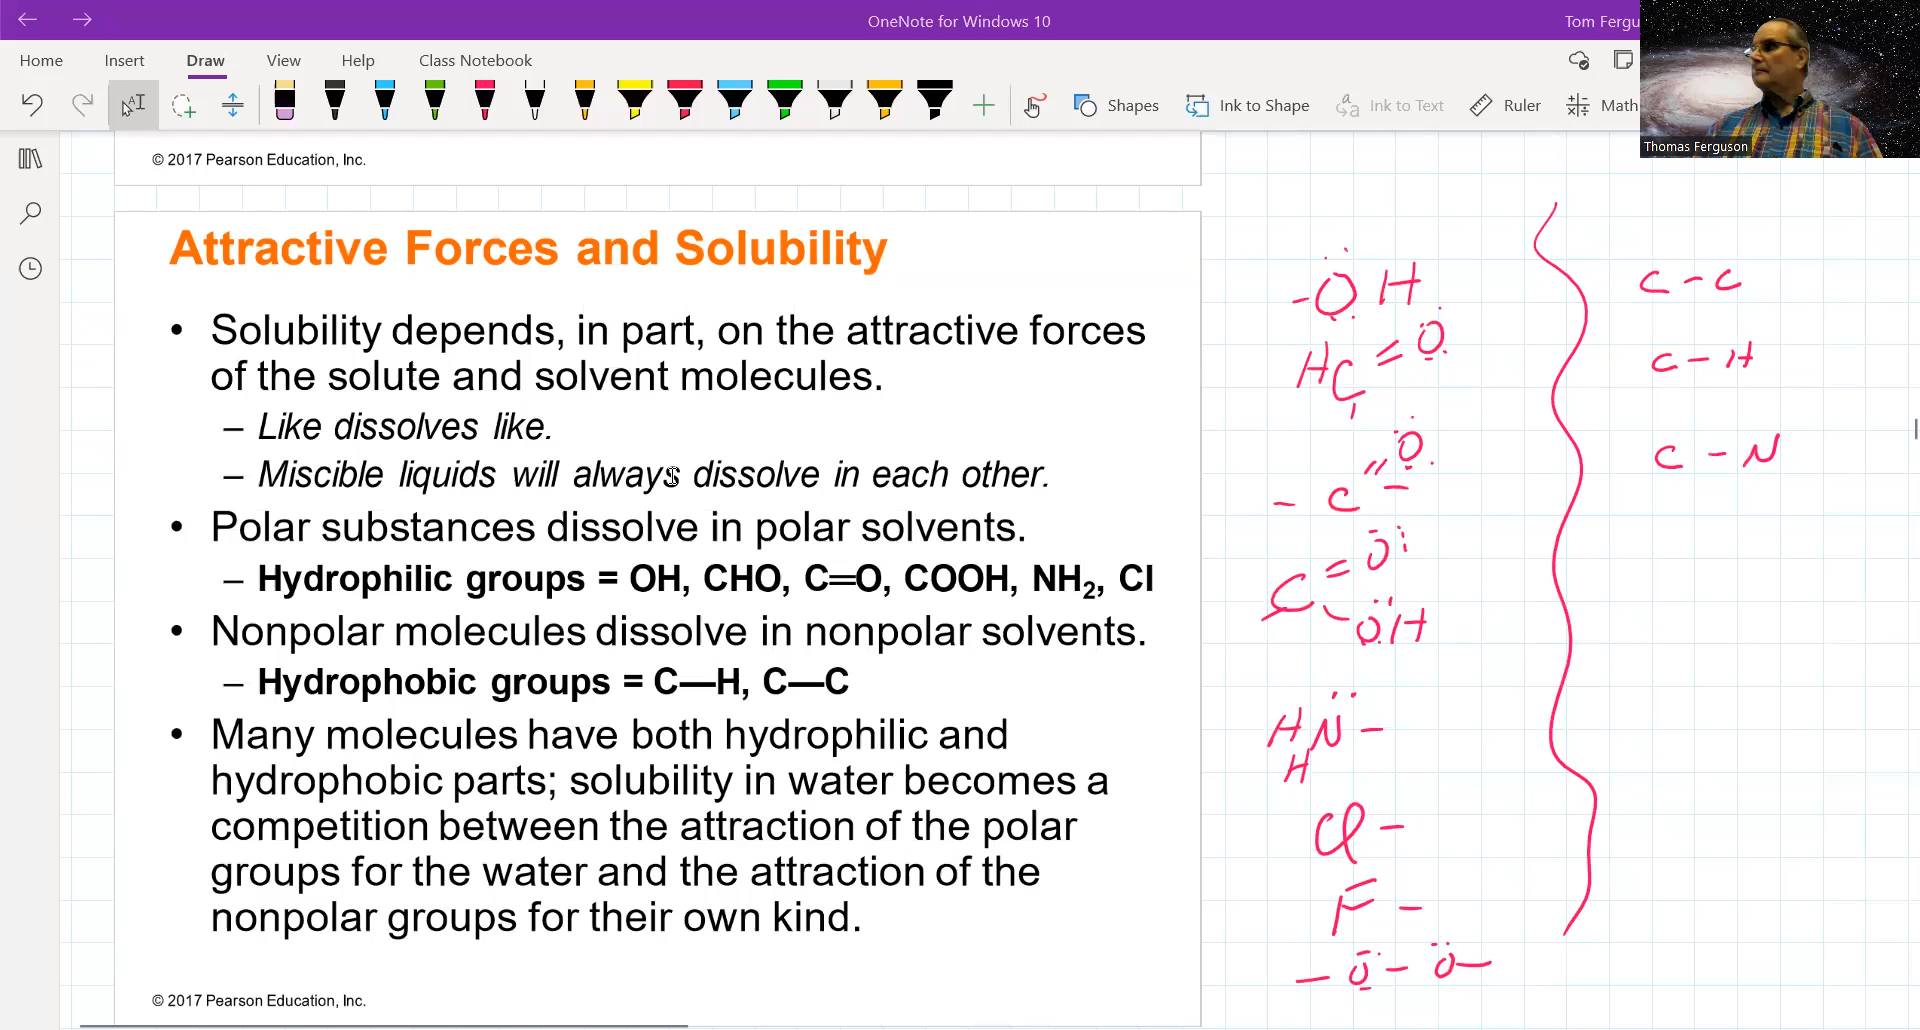 OneNote for Windows 10
Tom Fergu
Home Insert Draw View Help Class Notebook
Shapes Ink to Shape Ink to Text Ruler Math
Thomas Ferguson
© 2017 Pearson Education, Inc.
Attractive Forces and Solubility
• Solubility depends, in part, on the attractive forces
of the solute and solvent molecules.
– Like dissolves like.
– Miscible liquids will always dissolve in each other.
• Polar substances dissolve in polar solvents.
– Hydrophilic groups = OH, CHO, C═O, COOH, NH₂, Cl
• Nonpolar molecules dissolve in nonpolar solvents.
– Hydrophobic groups = C—H, C—C
• Many molecules have both hydrophilic and
hydrophobic parts; solubility in water becomes a
competition between the attraction of the polar
groups for the water and the attraction of the
nonpolar groups for their own kind.
© 2017 Pearson Education, Inc.
-OH
HC=O
-C=O
C=O
OH
HN-
H
Cl-
F-
-O-O-
C-C
C-H
C-N